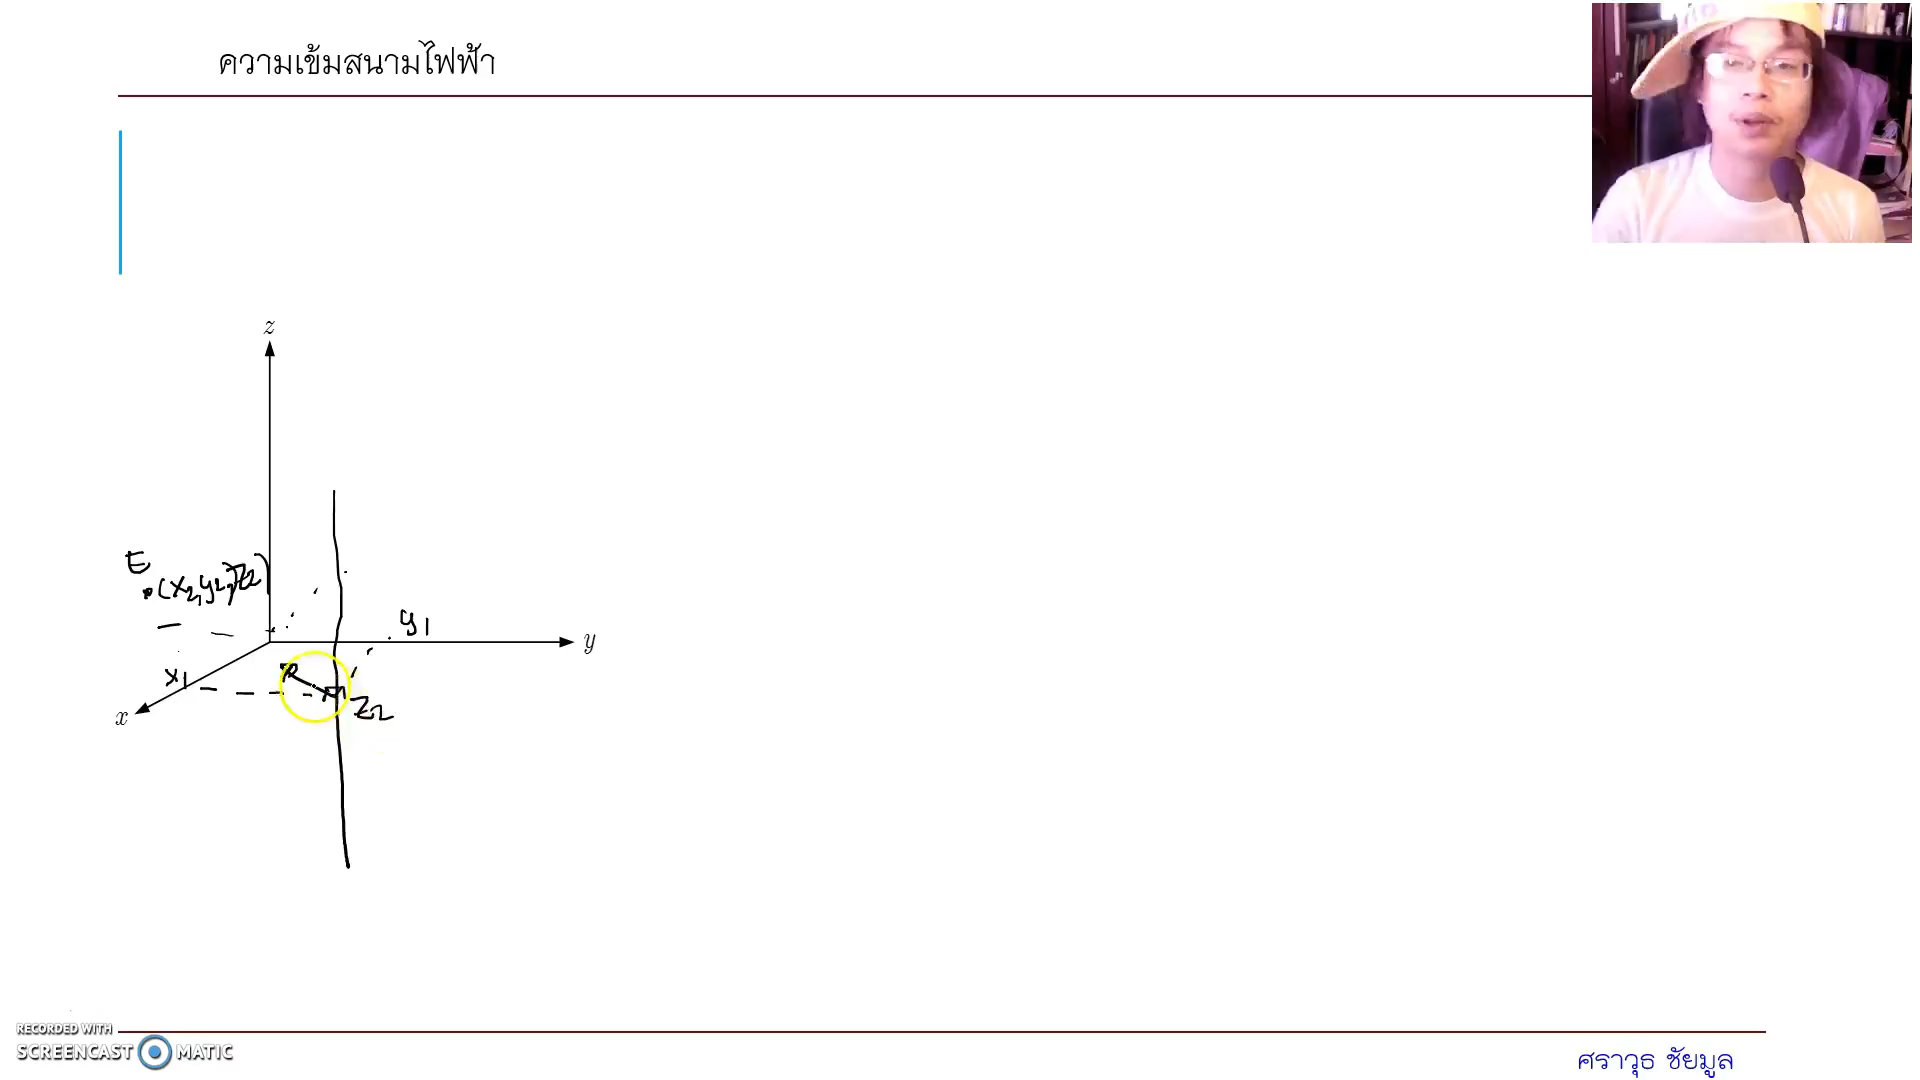 ความเข้มสนามไฟฟ้า
z
E
(x2,y2,z2)
y1
y
x1
R
z2
x
RECORDED WITH
SCREENCAST MATIC
ศราวุธ ชัยมูล